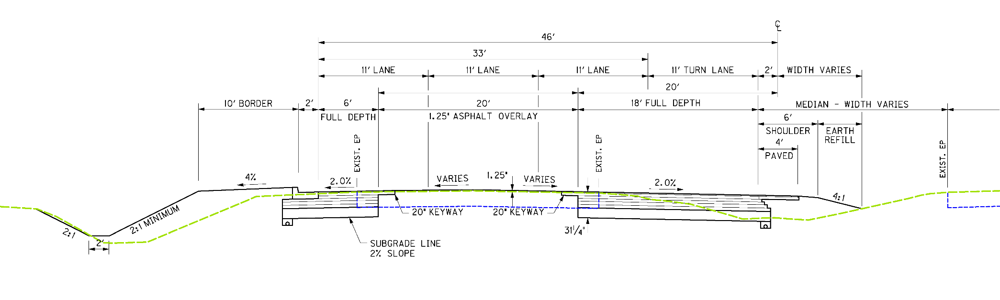 ℄
46'
33'
11' LANE
11' LANE
11' LANE
11' TURN LANE
2'
WIDTH VARIES
20'
10' BORDER
2'
6'
FULL DEPTH
20'
1.25" ASPHALT OVERLAY
18' FULL DEPTH
MEDIAN - WIDTH VARIES
6'
SHOULDER
EARTH
REFILL
4'
PAVED
EXIST. EP
EXIST. EP
EXIST. EP
4%
2.0%
VARIES
1.25"
VARIES
2.0%
4:1
20" KEYWAY
20" KEYWAY
2:1 MINIMUM
2:1
2'
31¼"
SUBGRADE LINE
2% SLOPE